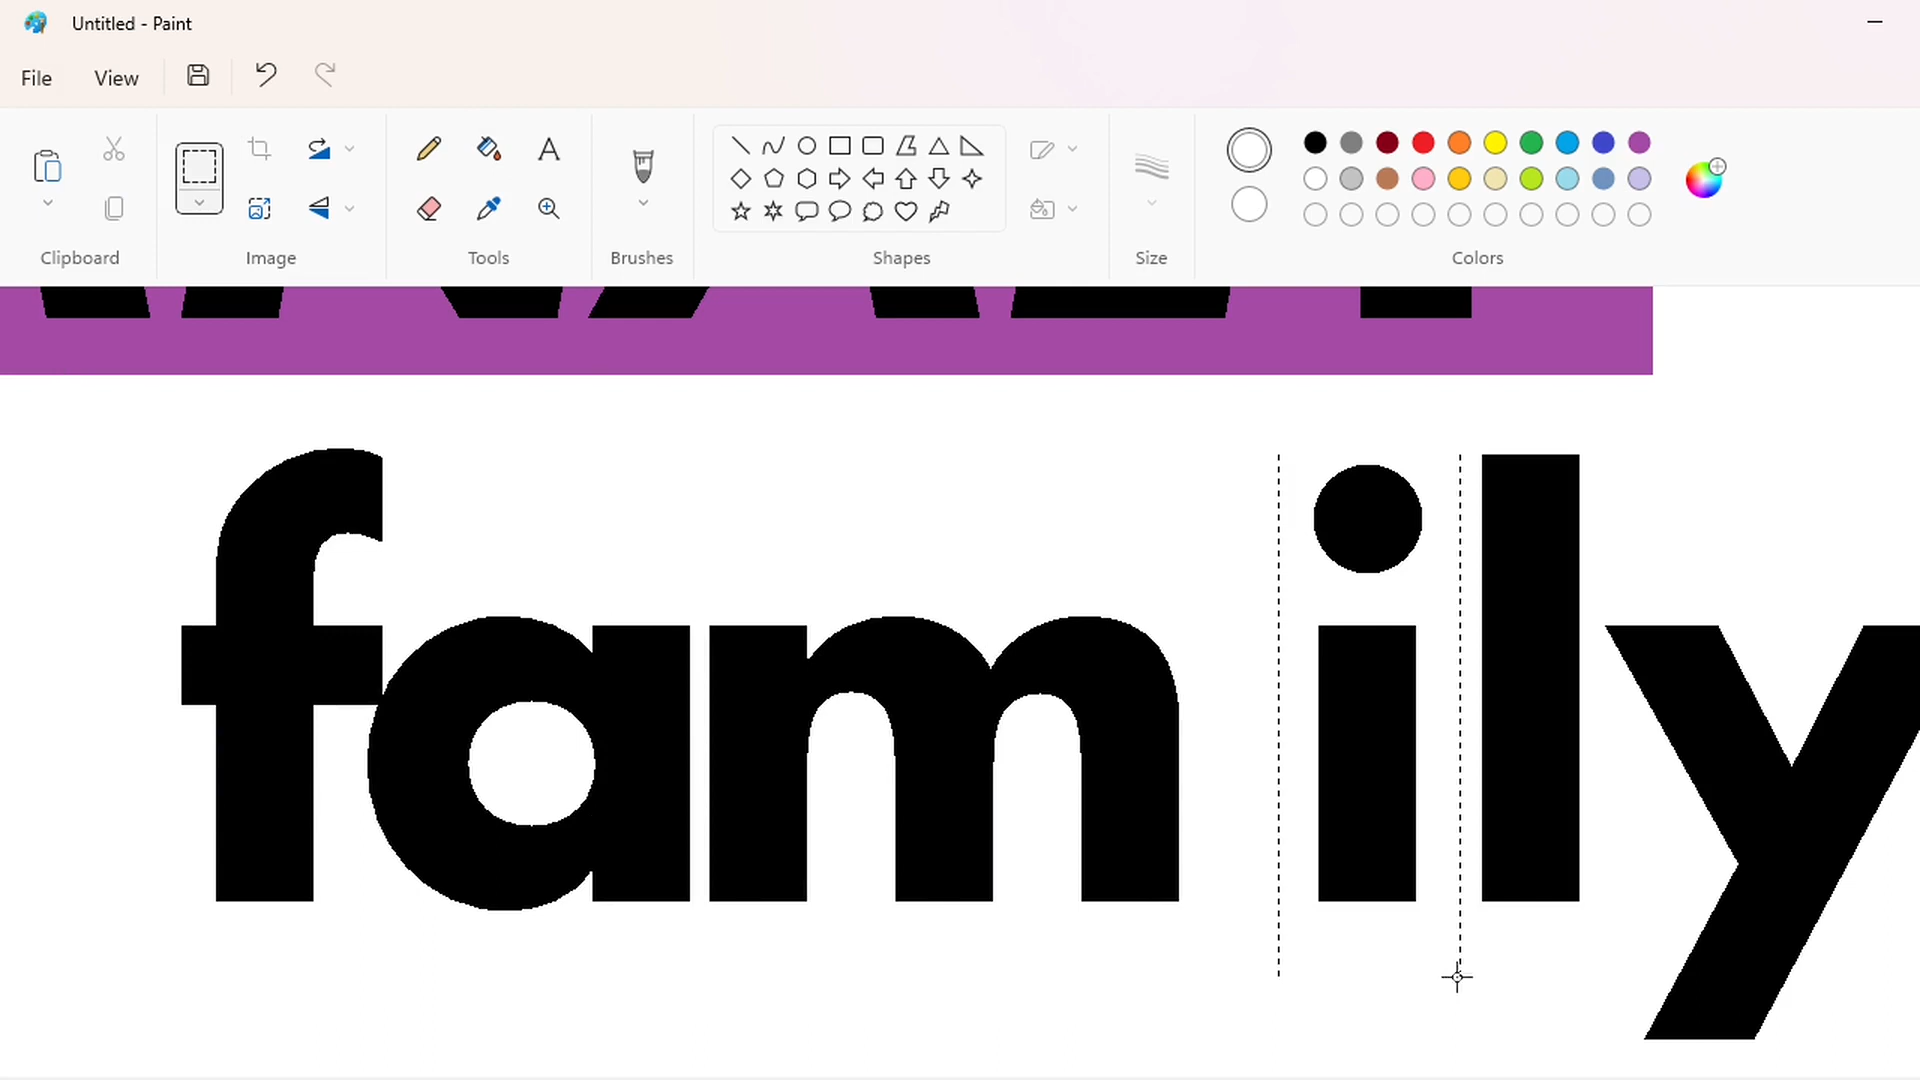 Untitled - Paint
File View
Clipboard Image Tools Brushes Shapes Size Colors
family